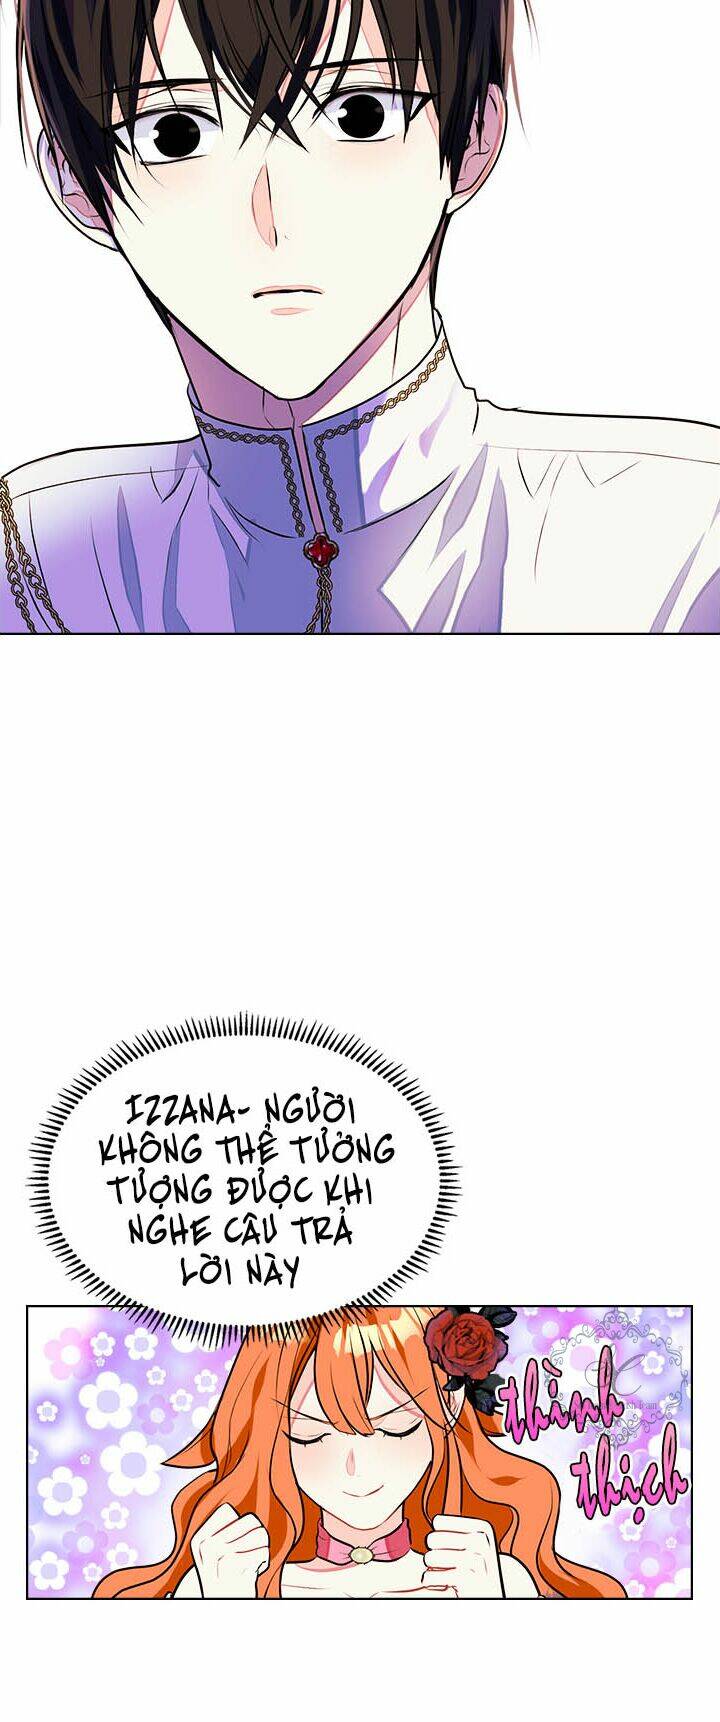 IZZANA- NGƯỜI
KHÔNG THỂ TƯỞNG
TƯỢNG ĐƯỢC KHI
NGHE CÂU TRẢ
LỜI NÀY
thình
thịch